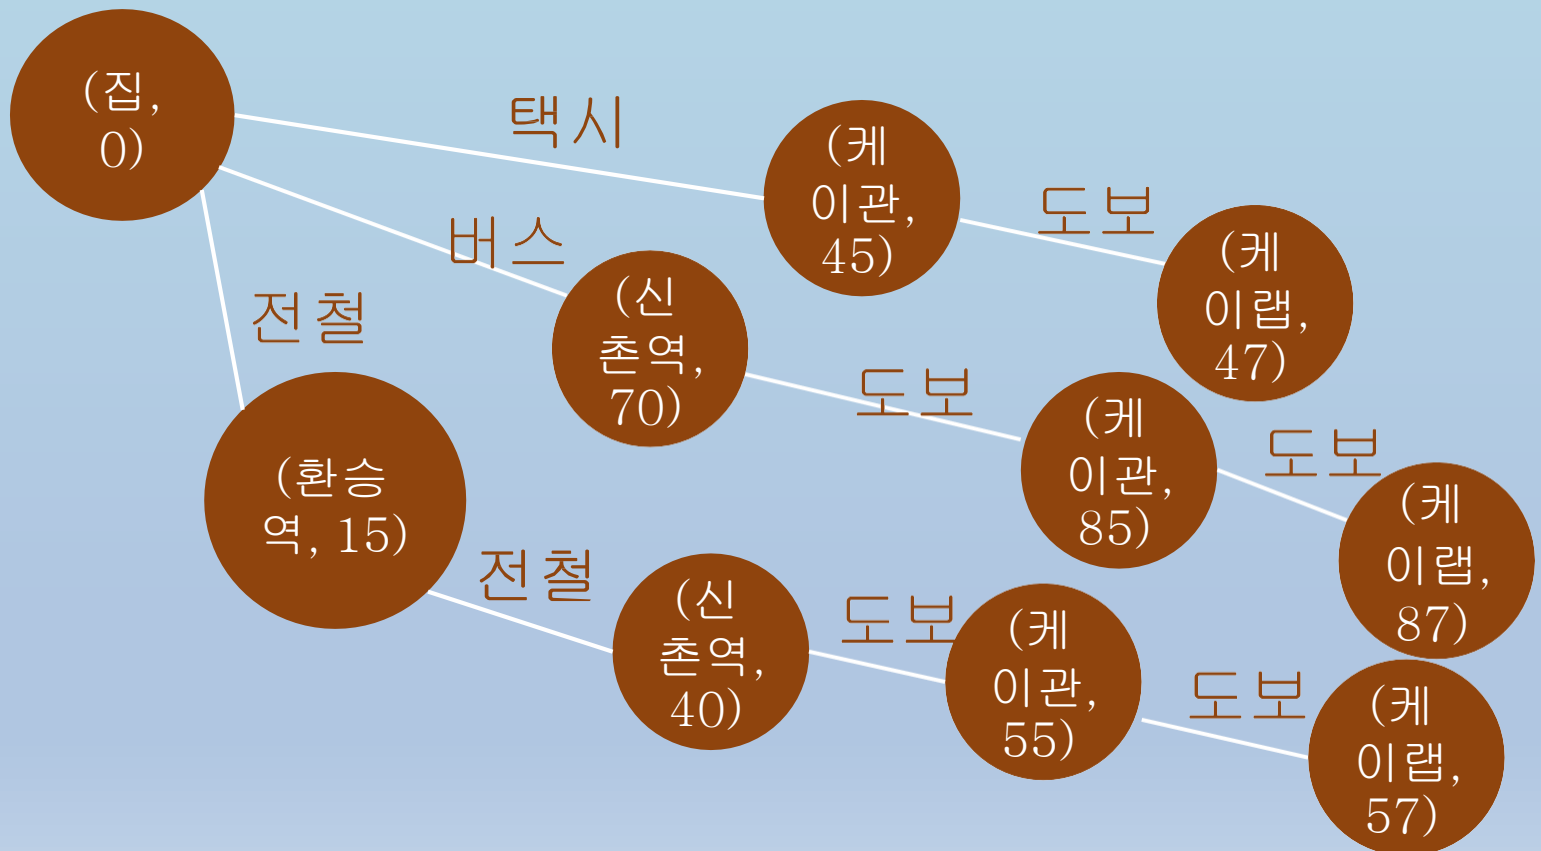 (집,
0)
택시
(케
이관,
45)
도보
(케
이랩,
47)
버스
(신
촌역,
70)
도보
(케
이관,
85)
도보
(케
이랩,
87)
전철
(환승
역, 15)
전철
(신
촌역,
40)
도보
(케
이관,
55)
도보
(케
이랩,
57)